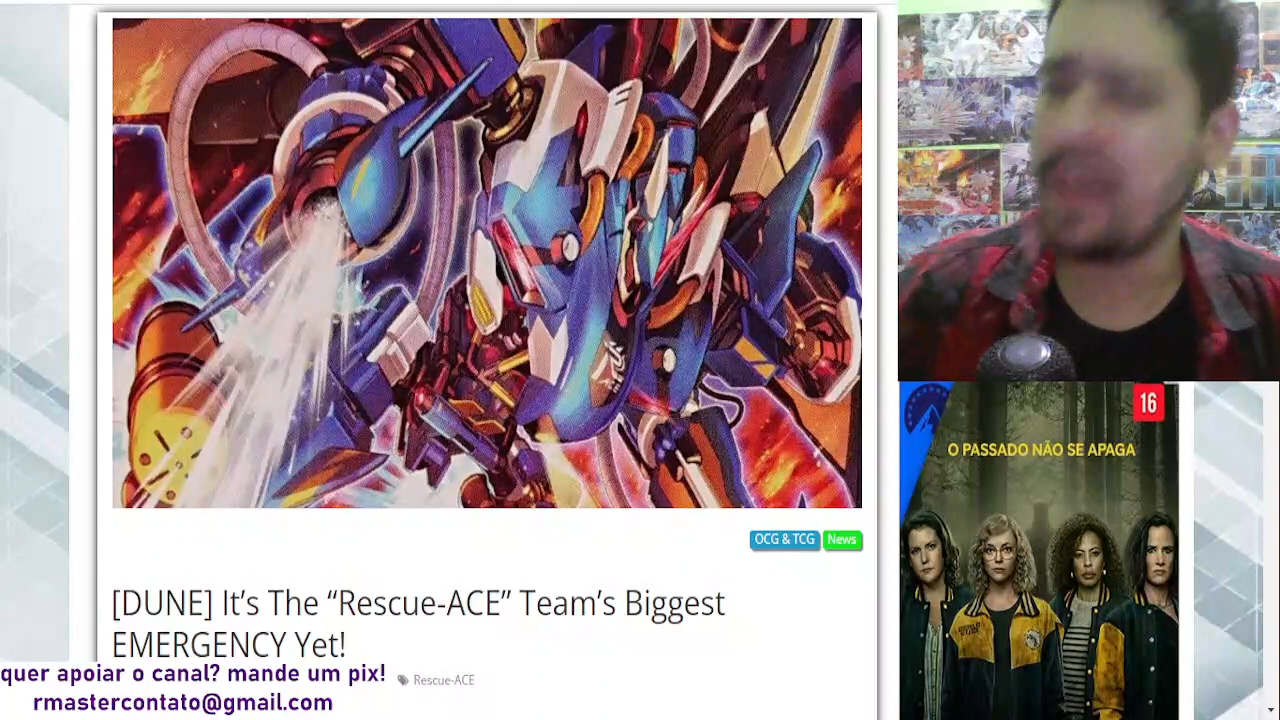 OCG & TCG
News
[DUNE] It's The “Rescue-ACE” Team's Biggest
EMERGENCY Yet!
Rescue-ACE
quer apoiar o canal? mande um pix!
rmastercontato@gmail.com
16
O PASSADO NÃO SE APAGA